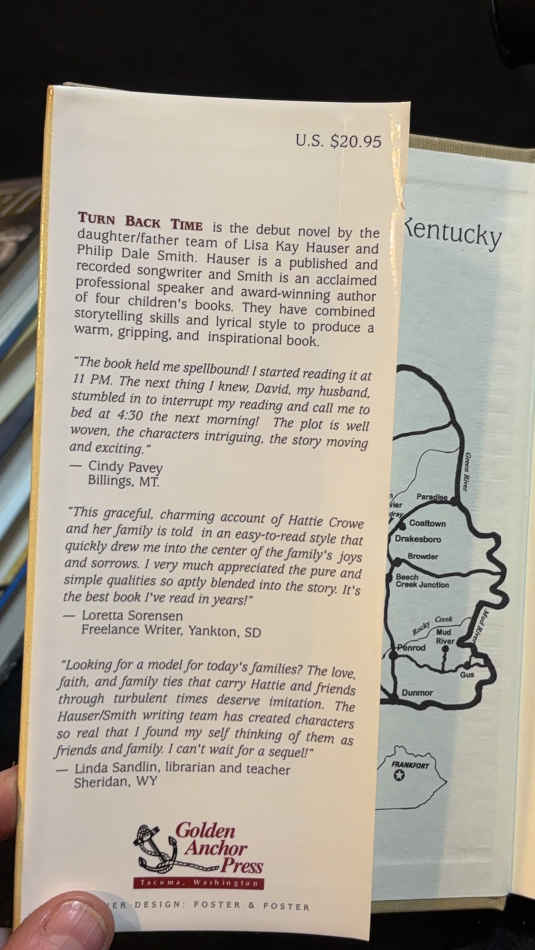 U.S. $20.95
TURN BACK TIME is the debut novel by the
daughter/father team of Lisa Kay Hauser and
Philip Dale Smith. Hauser is a published and
recorded songwriter and Smith is an acclaimed
professional speaker and award-winning author
of four children's books. They have combined
storytelling skills and lyrical style to produce a
warm, gripping, and inspirational book.
"The book held me spellbound! I started reading it at
11 PM. The next thing I knew, David, my husband,
stumbled in to interrupt my reading and call me to
bed at 4:30 the next morning! The plot is well
woven, the characters intriguing, the story moving
and exciting."
— Cindy Pavey
Billings, MT.
"This graceful, charming account of Hattie Crowe
and her family is told in an easy-to-read style that
quickly drew me into the center of the family's joys
and sorrows. I very much appreciated the pure and
simple qualities so aptly blended into the story. It's
the best book I've read in years!"
— Loretta Sorensen
Freelance Writer, Yankton, SD
"Looking for a model for today's families? The love,
faith, and family ties that carry Hattie and friends
through turbulent times deserve imitation. The
Hauser/Smith writing team has created characters
so real that I found my self thinking of them as
friends and family. I can't wait for a sequel!"
— Linda Sandlin, librarian and teacher
Sheridan, WY
Golden
Anchor
Press
Tacoma, Washington
DESIGN: FOSTER & FOSTER
Kentucky
Green River
Paradise
Coaltown
Drakesboro
Browder
Beech
Creek Junction
Rocky Creek
Mud
River
Mud River
Penrod
Gus
Dunmor
FRANKFORT